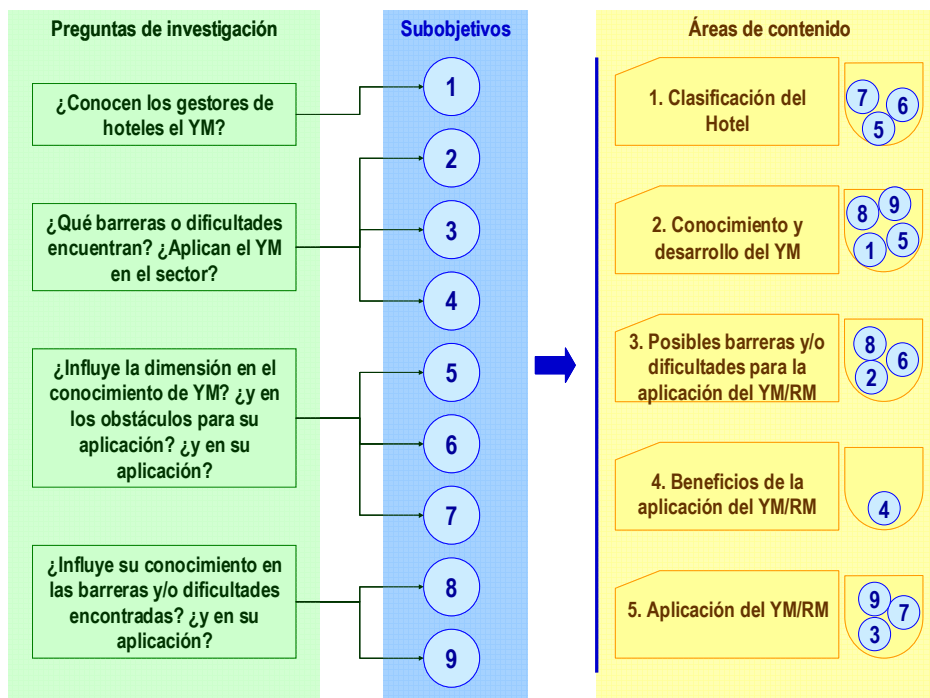 Preguntas de investigación
¿Conocen los gestores de
hoteles el YM?
¿Qué barreras o dificultades
encuentran? ¿Aplican el YM
en el sector?
¿Influye la dimensión en el
conocimiento de YM? ¿y en
los obstáculos para su
aplicación? ¿y en su
aplicación?
¿Influye su conocimiento en
las barreras y/o dificultades
encontradas? ¿y en su
aplicación?
Subobjetivos
1
2
3
4
5
6
7
8
9
Áreas de contenido
1. Clasificación del
Hotel
7
6
5
2. Conocimiento y
desarrollo del YM
8
9
1
5
3. Posibles barreras y/o
dificultades para la
aplicación del YM/RM
8
6
2
4. Beneficios de la
aplicación del YM/RM
4
5. Aplicación del YM/RM
9
7
3